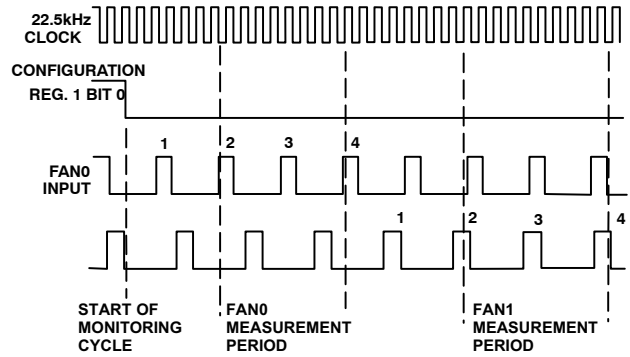 22.5kHz
CLOCK
CONFIGURATION
REG. 1 BIT 0
1 2 3 4
FAN0
INPUT
1 2 3 4
START OF
MONITORING
CYCLE
FAN0
MEASUREMENT
PERIOD
FAN1
MEASUREMENT
PERIOD